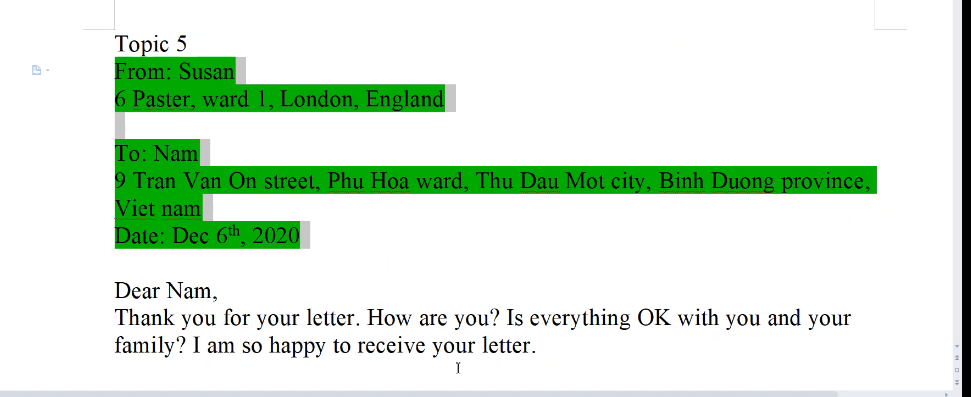 Topic 5
From: Susan
6 Paster, ward 1, London, England
To: Nam
9 Tran Van On street, Phu Hoa ward, Thu Dau Mot city, Binh Duong province,
Viet nam
Date: Dec 6th, 2020
Dear Nam,
Thank you for your letter. How are you? Is everything OK with you and your
family? I am so happy to receive your letter.